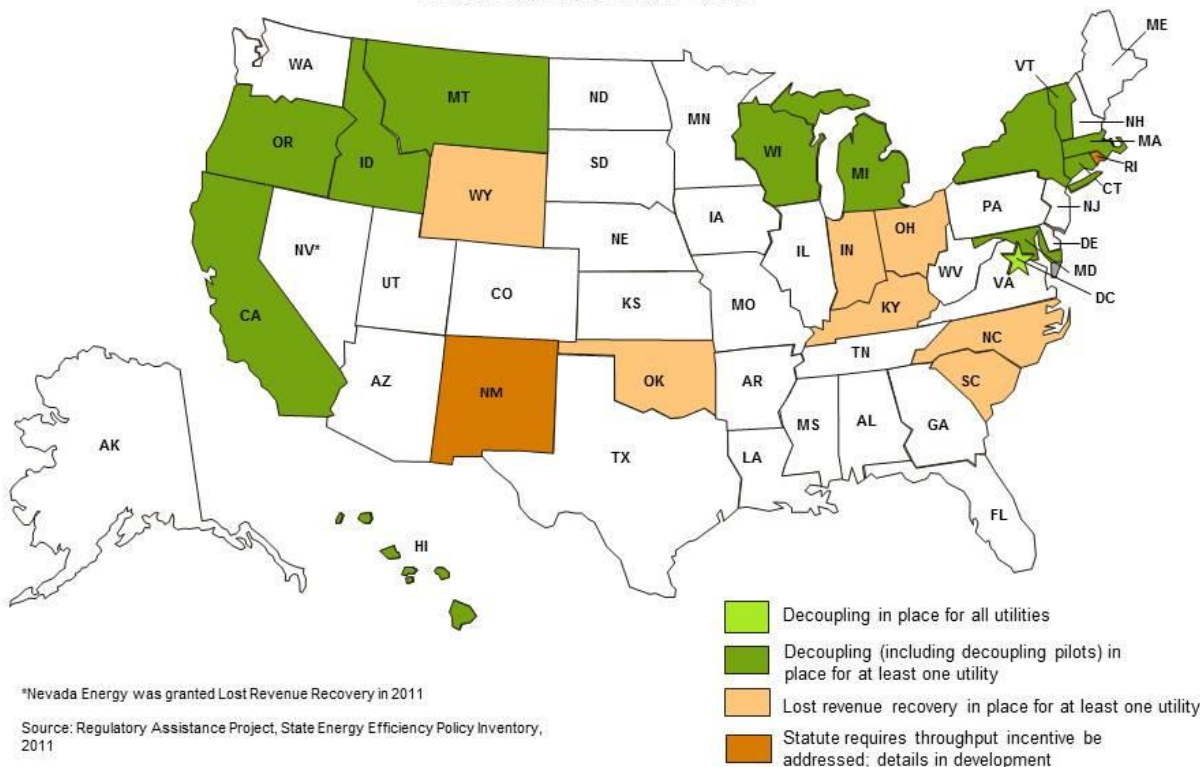 ME
WA
VT
MT
ND
MN
NH
OR
MA
ID
SD
WI
MI
RI
WY
CT
PA
NJ
IA
NE
OH
NV*
IL
IN
DE
UT
WV
CO
VA
MD
KS
MO
KY
DC
CA
NC
TN
AZ
OK
AR
SC
NM
MS
AL
GA
AK
TX
LA
FL
HI
Decoupling in place for all utilities
Decoupling (including decoupling pilots) in
place for at least one utility
Lost revenue recovery in place for at least one utility
Statute requires throughput incentive be
addressed; details in development
*Nevada Energy was granted Lost Revenue Recovery in 2011
Source: Regulatory Assistance Project, State Energy Efficiency Policy Inventory,
2011